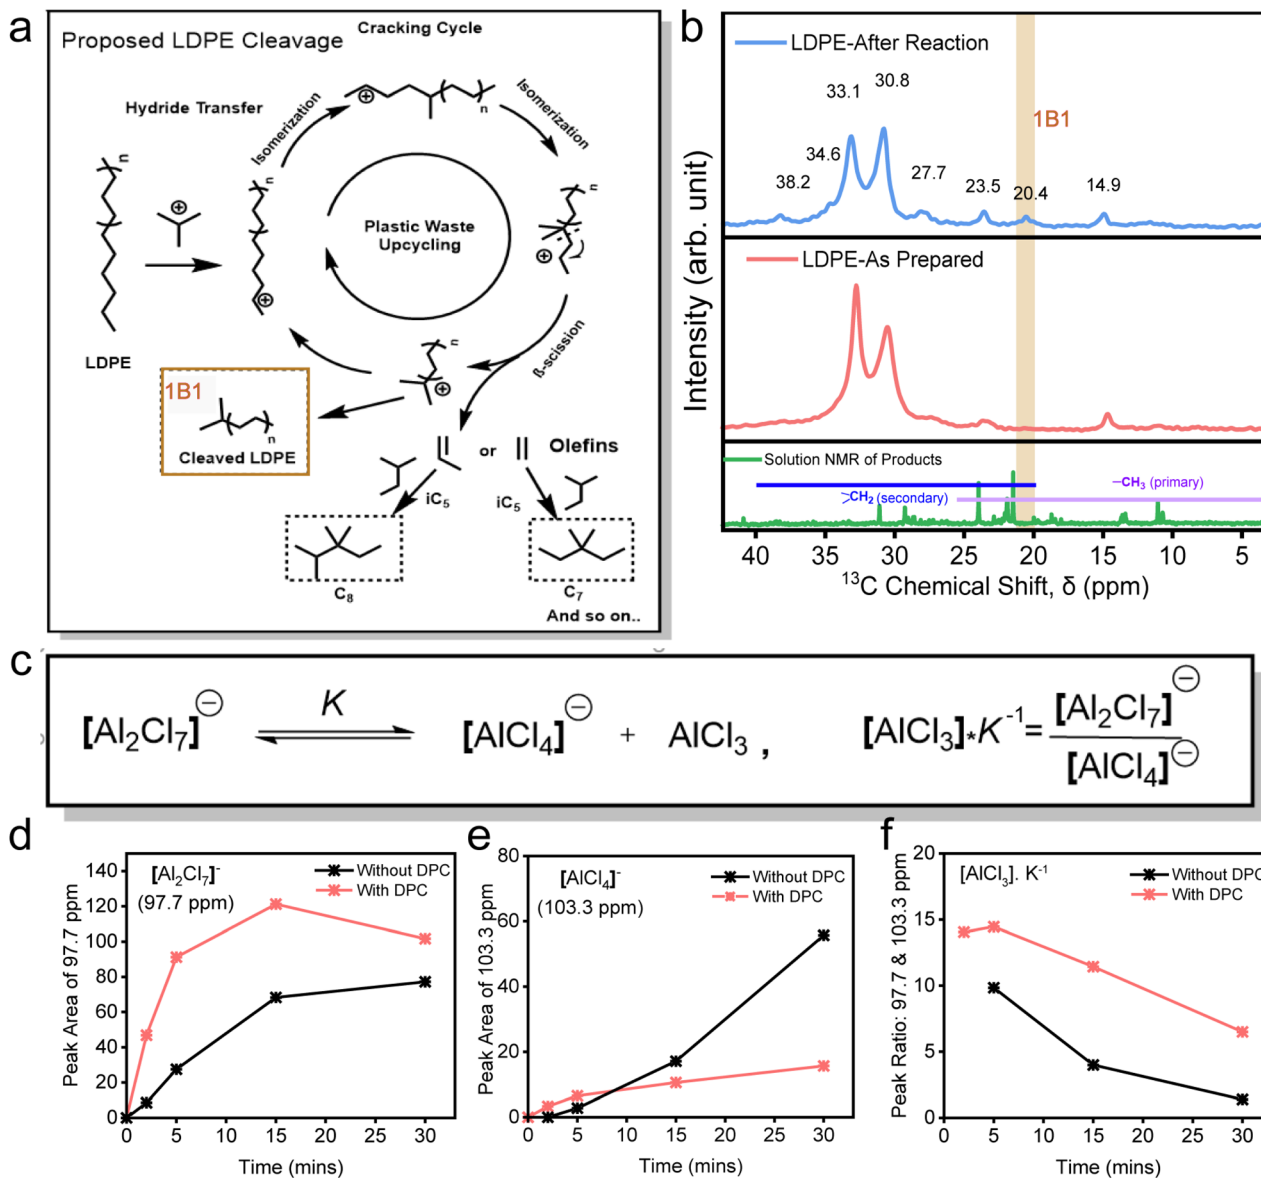 a
Proposed LDPE Cleavage
Cracking Cycle
Hydride Transfer
Isomerization
Isomerization
n
n
n
n
n
Plastic Waste
Upcycling
LDPE
ß-scission
1B1
n
Cleaved LDPE
or
Olefins
iC5
iC5
C8
C7
And so on..
b
LDPE-After Reaction
1B1
38.2
34.6
33.1
30.8
27.7
23.5
20.4
14.9
LDPE-As Prepared
Solution NMR of Products
>CH2 (secondary)
–CH3 (primary)
Intensity (arb. unit)
40 35 30 25 20 15 10 5
13C Chemical Shift, δ (ppm)
c
[Al2Cl7]⊖ K [AlCl4]⊖ + AlCl3 , [AlCl3]*K-1= [Al2Cl7]⊖
[AlCl4]⊖
d
[Al2Cl7]-
(97.7 ppm)
Without DPC
With DPC
Peak Area of 97.7 ppm
140
120
100
80
60
40
20
0
0 5 10 15 20 25 30
Time (mins)
e
[AlCl4]-
(103.3 ppm)
Without DPC
With DPC
Peak Area of 103.3 ppm
80
60
40
20
0
0 5 10 15 20 25 30
Time (mins)
f
[AlCl3]. K-1
Without DPC
With DPC
Peak Ratio: 97.7 & 103.3 ppm
20
15
10
5
0
0 5 10 15 20 25 30
Time (mins)